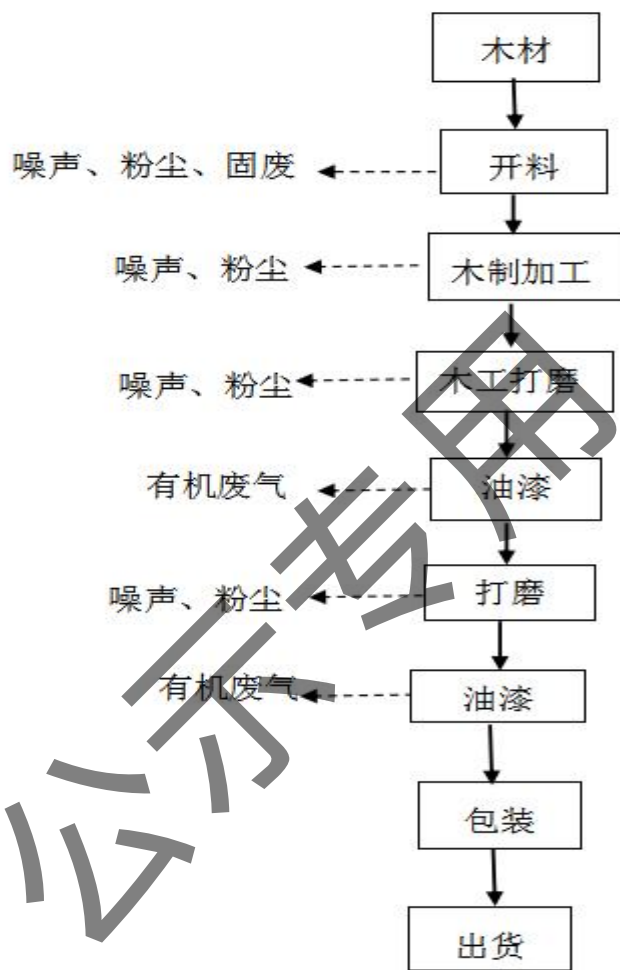 木材
噪声、粉尘、固废
开料
噪声、粉尘
木制加工
噪声、粉尘
木工打磨
有机废气
油漆
噪声、粉尘
打磨
有机废气
油漆
包装
出货
公示专用